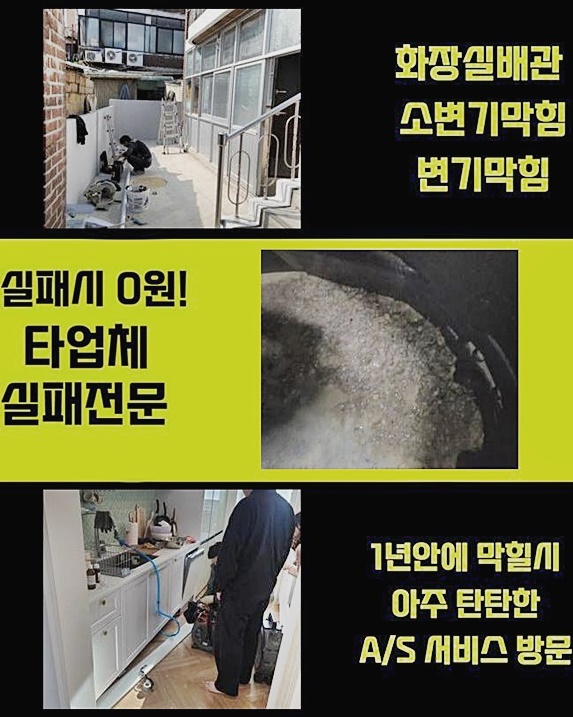 화장실배관
소변기막힘
변기막힘
실패시 0원!
타업체
실패전문
1년안에 막힐시
아주 탄탄한
A/S 서비스 방문